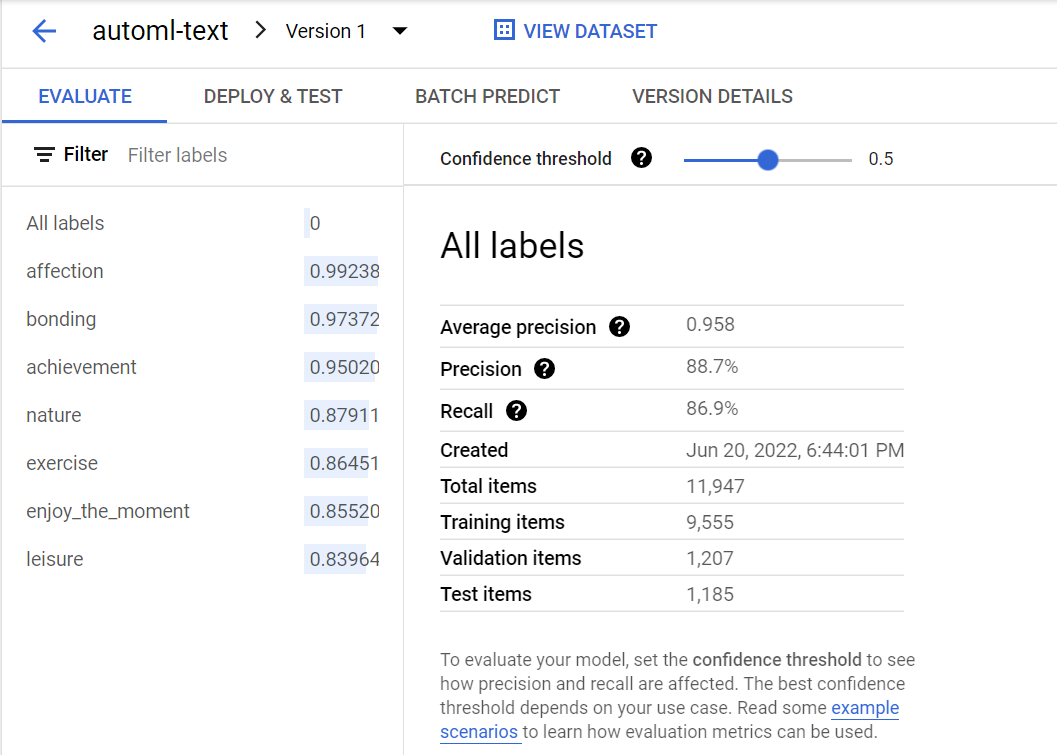 automl-text > Version 1
VIEW DATASET
EVALUATE DEPLOY & TEST BATCH PREDICT VERSION DETAILS
Filter Filter labels
All labels 0
affection 0.99238
bonding 0.97372
achievement 0.95020
nature 0.87911
exercise 0.86451
enjoy_the_moment 0.85520
leisure 0.83964
Confidence threshold ? 0.5
All labels
Average precision ? 0.958
Precision ? 88.7%
Recall ? 86.9%
Created Jun 20, 2022, 6:44:01 PM
Total items 11,947
Training items 9,555
Validation items 1,207
Test items 1,185
To evaluate your model, set the confidence threshold to see
how precision and recall are affected. The best confidence
threshold depends on your use case. Read some example
scenarios to learn how evaluation metrics can be used.